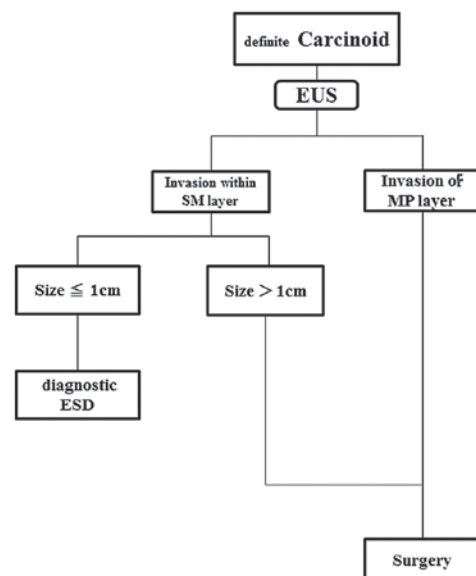 definite Carcinoid
EUS
Invasion within
SM layer
Invasion of
MP layer
Size ≦ 1cm
Size > 1cm
diagnostic
ESD
Surgery